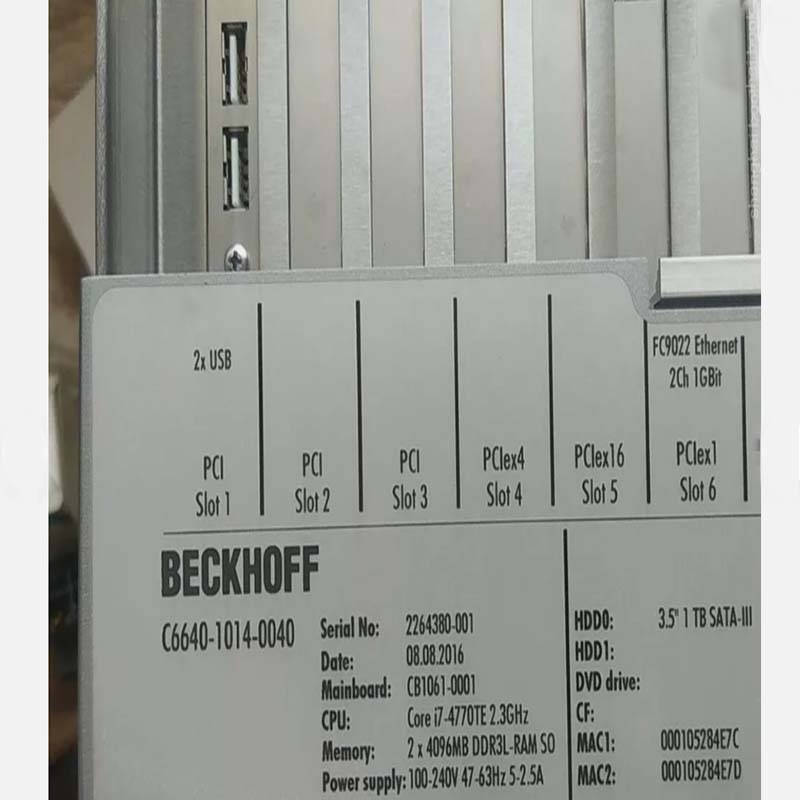 2x USB
FC9022 Ethernet
2Ch 1GBit
PCI
Slot 1
PCI
Slot 2
PCI
Slot 3
PCIex4
Slot 4
PCIex16
Slot 5
PCIex1
Slot 6
BECKHOFF
C6640-1014-0040
Serial No: 2264380-001
Date: 08.08.2016
Mainboard: CB1061-0001
CPU: Core i7-4770TE 2.3GHz
Memory: 2 x 4096MB DDR3L-RAM SO
Power supply: 100-240V 47-63Hz 5-2.5A
HDD0: 3.5" 1 TB SATA-III
HDD1:
DVD drive:
CF:
MAC1: 000105284E7C
MAC2: 000105284E7D